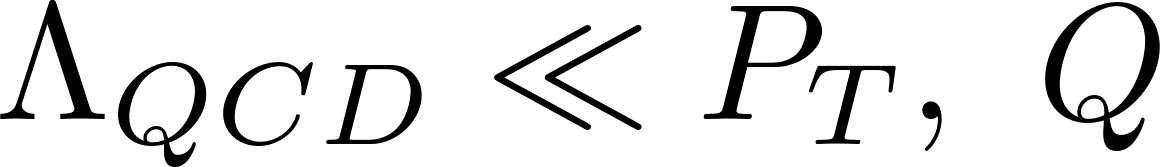 Λ_{QCD} ≪ P_T, Q